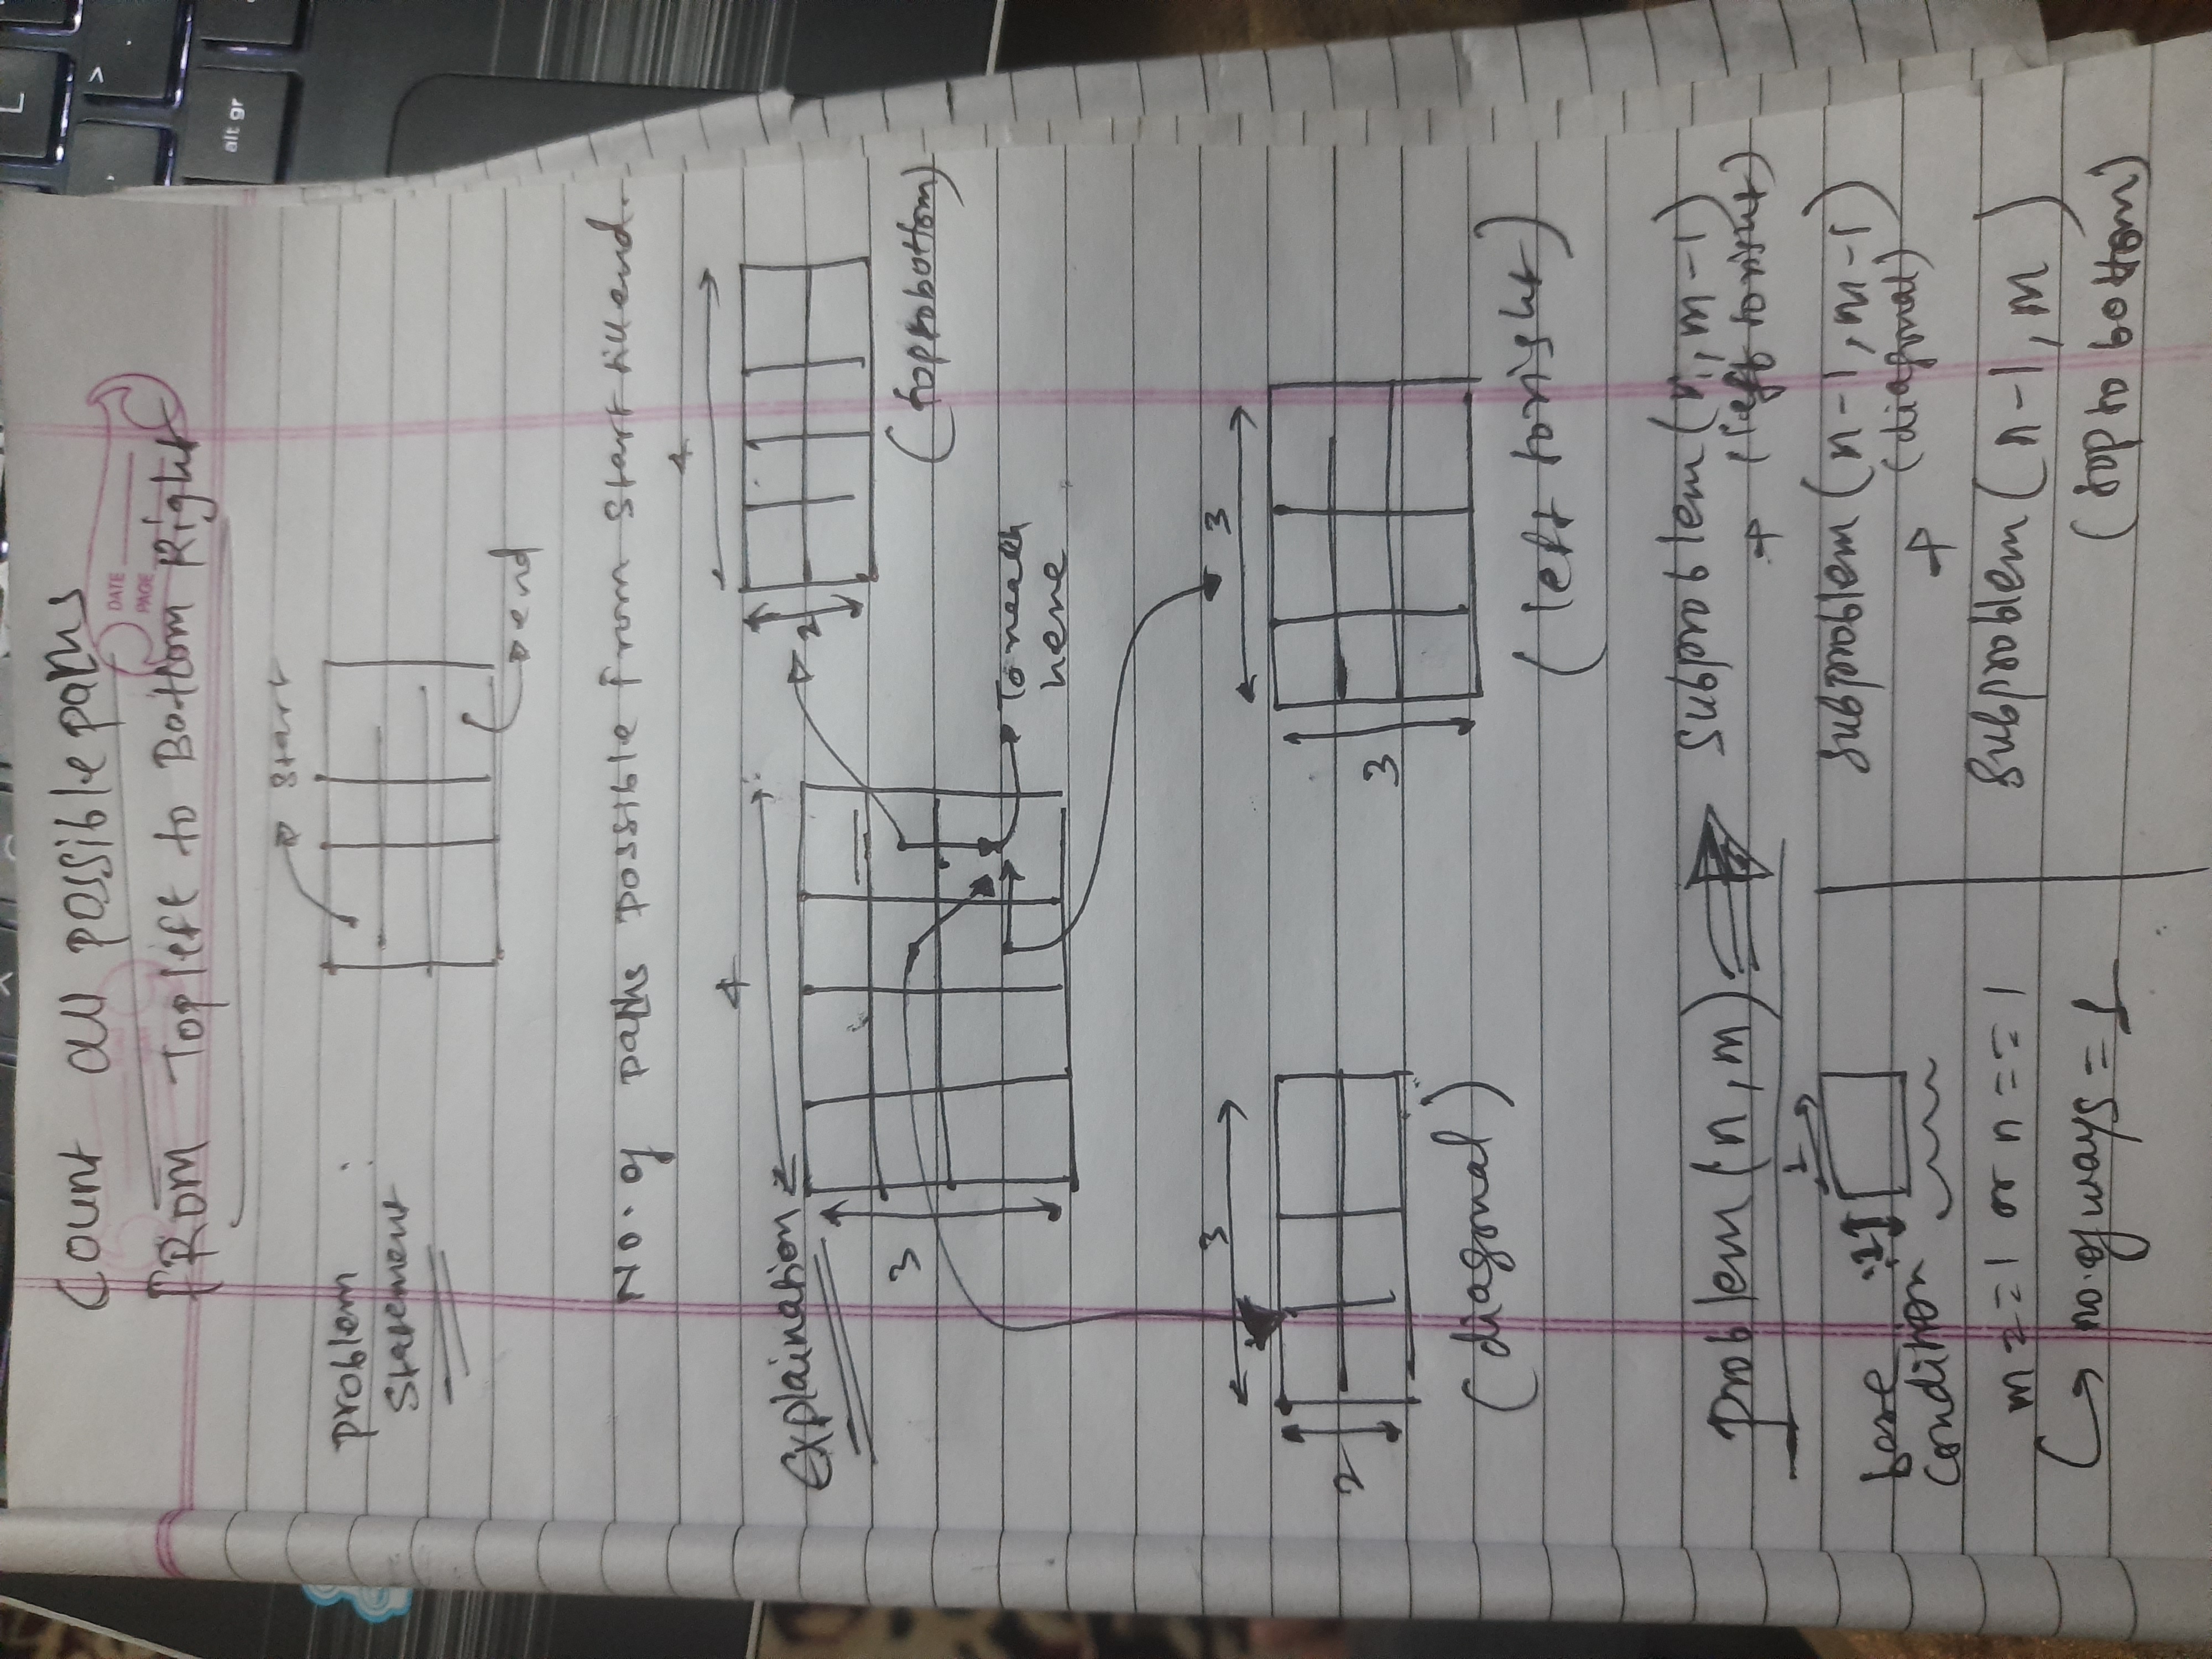 Count all possible paths
DATE
PAGE
FRom Top left to Bottom Right
alt gr
L
>
start
problem :
statement
end
No. of paths possible from start till end.
4
4
Explaination
2
3
(top to bottom)
To reach
here
3
3
2
3
(diagonal)
(left to right)
problem (n, m)
subproblem (n, m-1)
+ (left to right)
1
base :1
condition:
subproblem (n-1, m-1)
(diagonal)
+
m==1 or n==1
subproblem (n-1, m)
no. of ways = 1
(top to bottom)